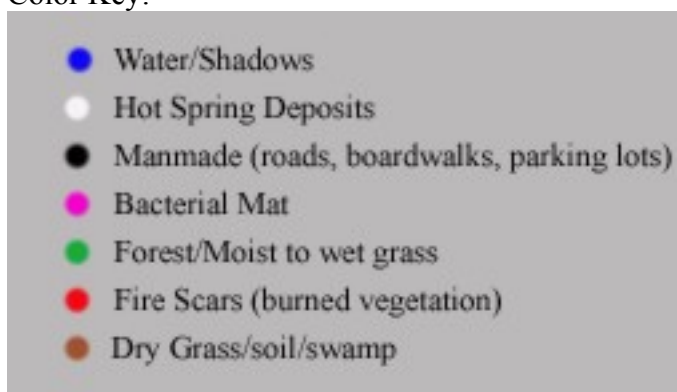 Color Key:
Water/Shadows
Hot Spring Deposits
Manmade (roads, boardwalks, parking lots)
Bacterial Mat
Forest/Moist to wet grass
Fire Scars (burned vegetation)
Dry Grass/soil/swamp